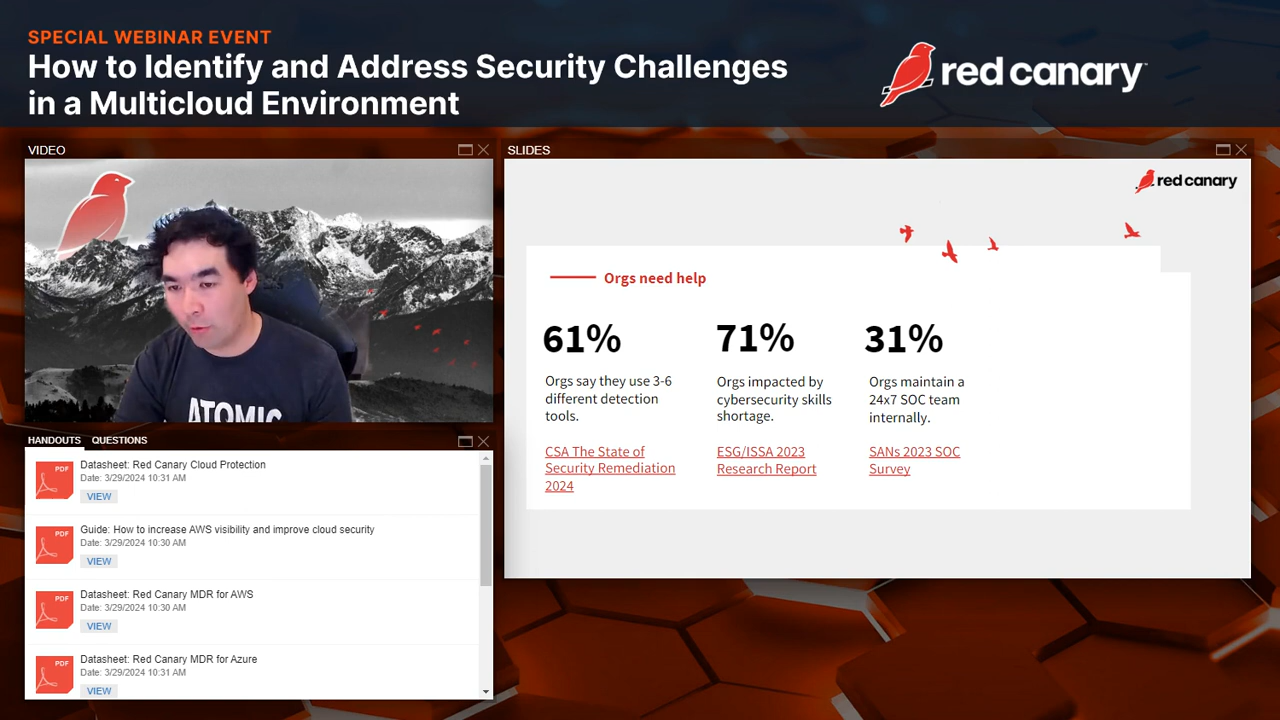 SPECIAL WEBINAR EVENT
How to Identify and Address Security Challenges
in a Multicloud Environment
red canary
VIDEO
ATOMIC
HANDOUTS QUESTIONS
PDF
Datasheet: Red Canary Cloud Protection
Date: 3/29/2024 10:31 AM
VIEW
PDF
Guide: How to increase AWS visibility and improve cloud security
Date: 3/29/2024 10:30 AM
VIEW
PDF
Datasheet: Red Canary MDR for AWS
Date: 3/29/2024 10:30 AM
VIEW
PDF
Datasheet: Red Canary MDR for Azure
Date: 3/29/2024 10:31 AM
VIEW
SLIDES
red canary
Orgs need help
61%
Orgs say they use 3-6
different detection
tools.
CSA The State of
Security Remediation
2024
71%
Orgs impacted by
cybersecurity skills
shortage.
ESG/ISSA 2023
Research Report
31%
Orgs maintain a
24x7 SOC team
internally.
SANs 2023 SOC
Survey